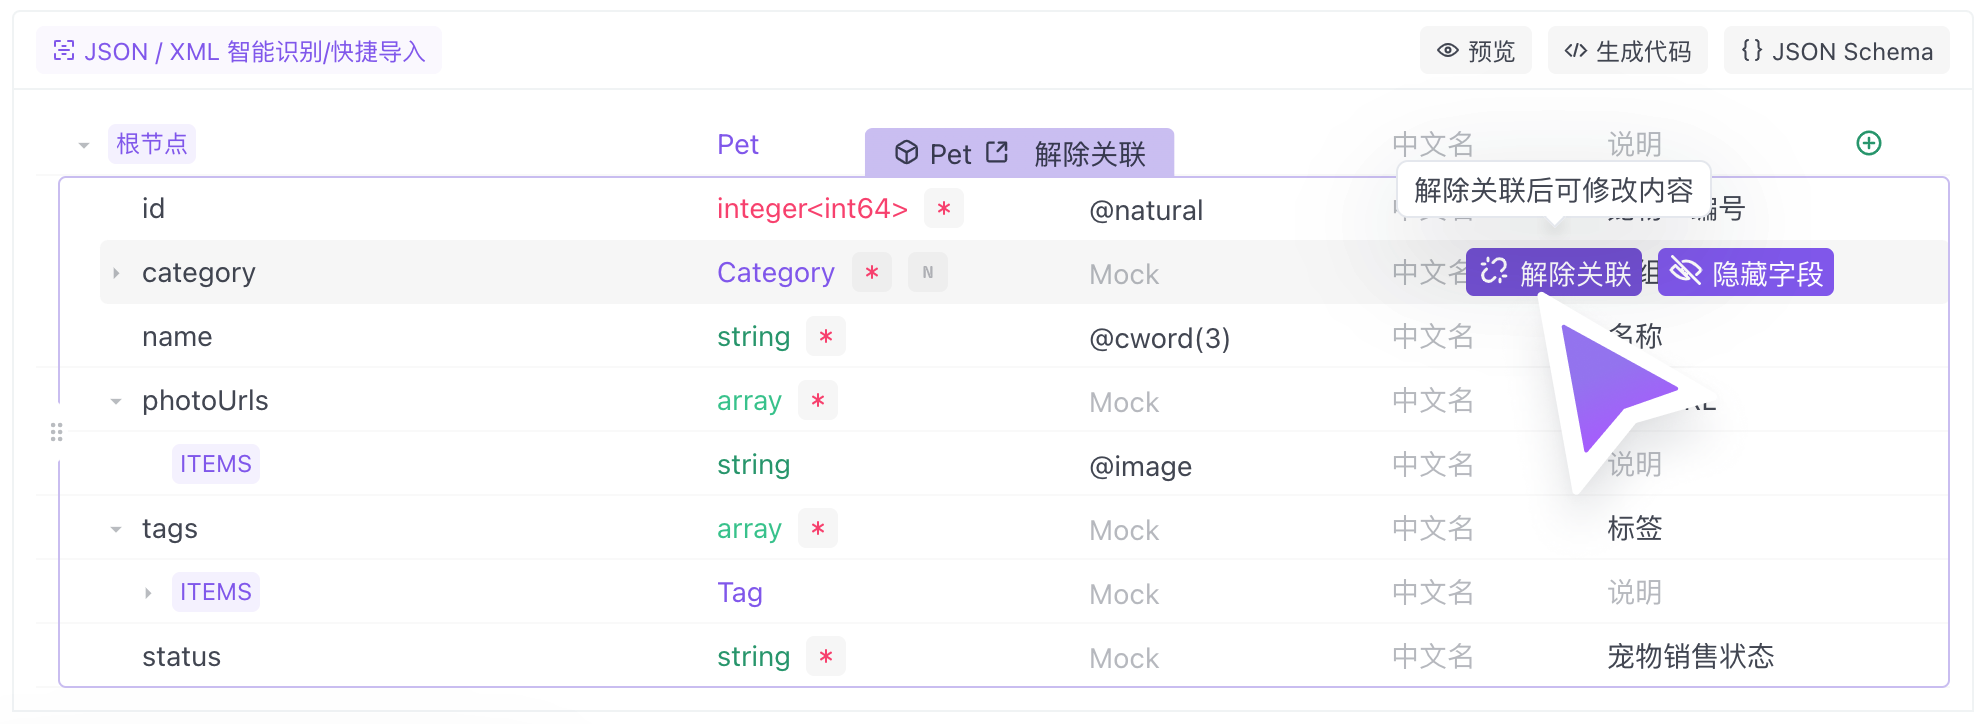 JSON / XML 智能识别/快捷导入 预览 </> 生成代码 {} JSON Schema
根节点 Pet Pet 解除关联 中文名 说明
解除关联后可修改内容
id integer<int64> * @natural 编号
category Category * N Mock 中文名 解除关联 组 隐藏字段
name string * @cword(3) 中文名 名称
photoUrls array * Mock 中文名
ITEMS string @image 中文名 说明
tags array * Mock 中文名 标签
ITEMS Tag Mock 中文名 说明
status string * Mock 中文名 宠物销售状态